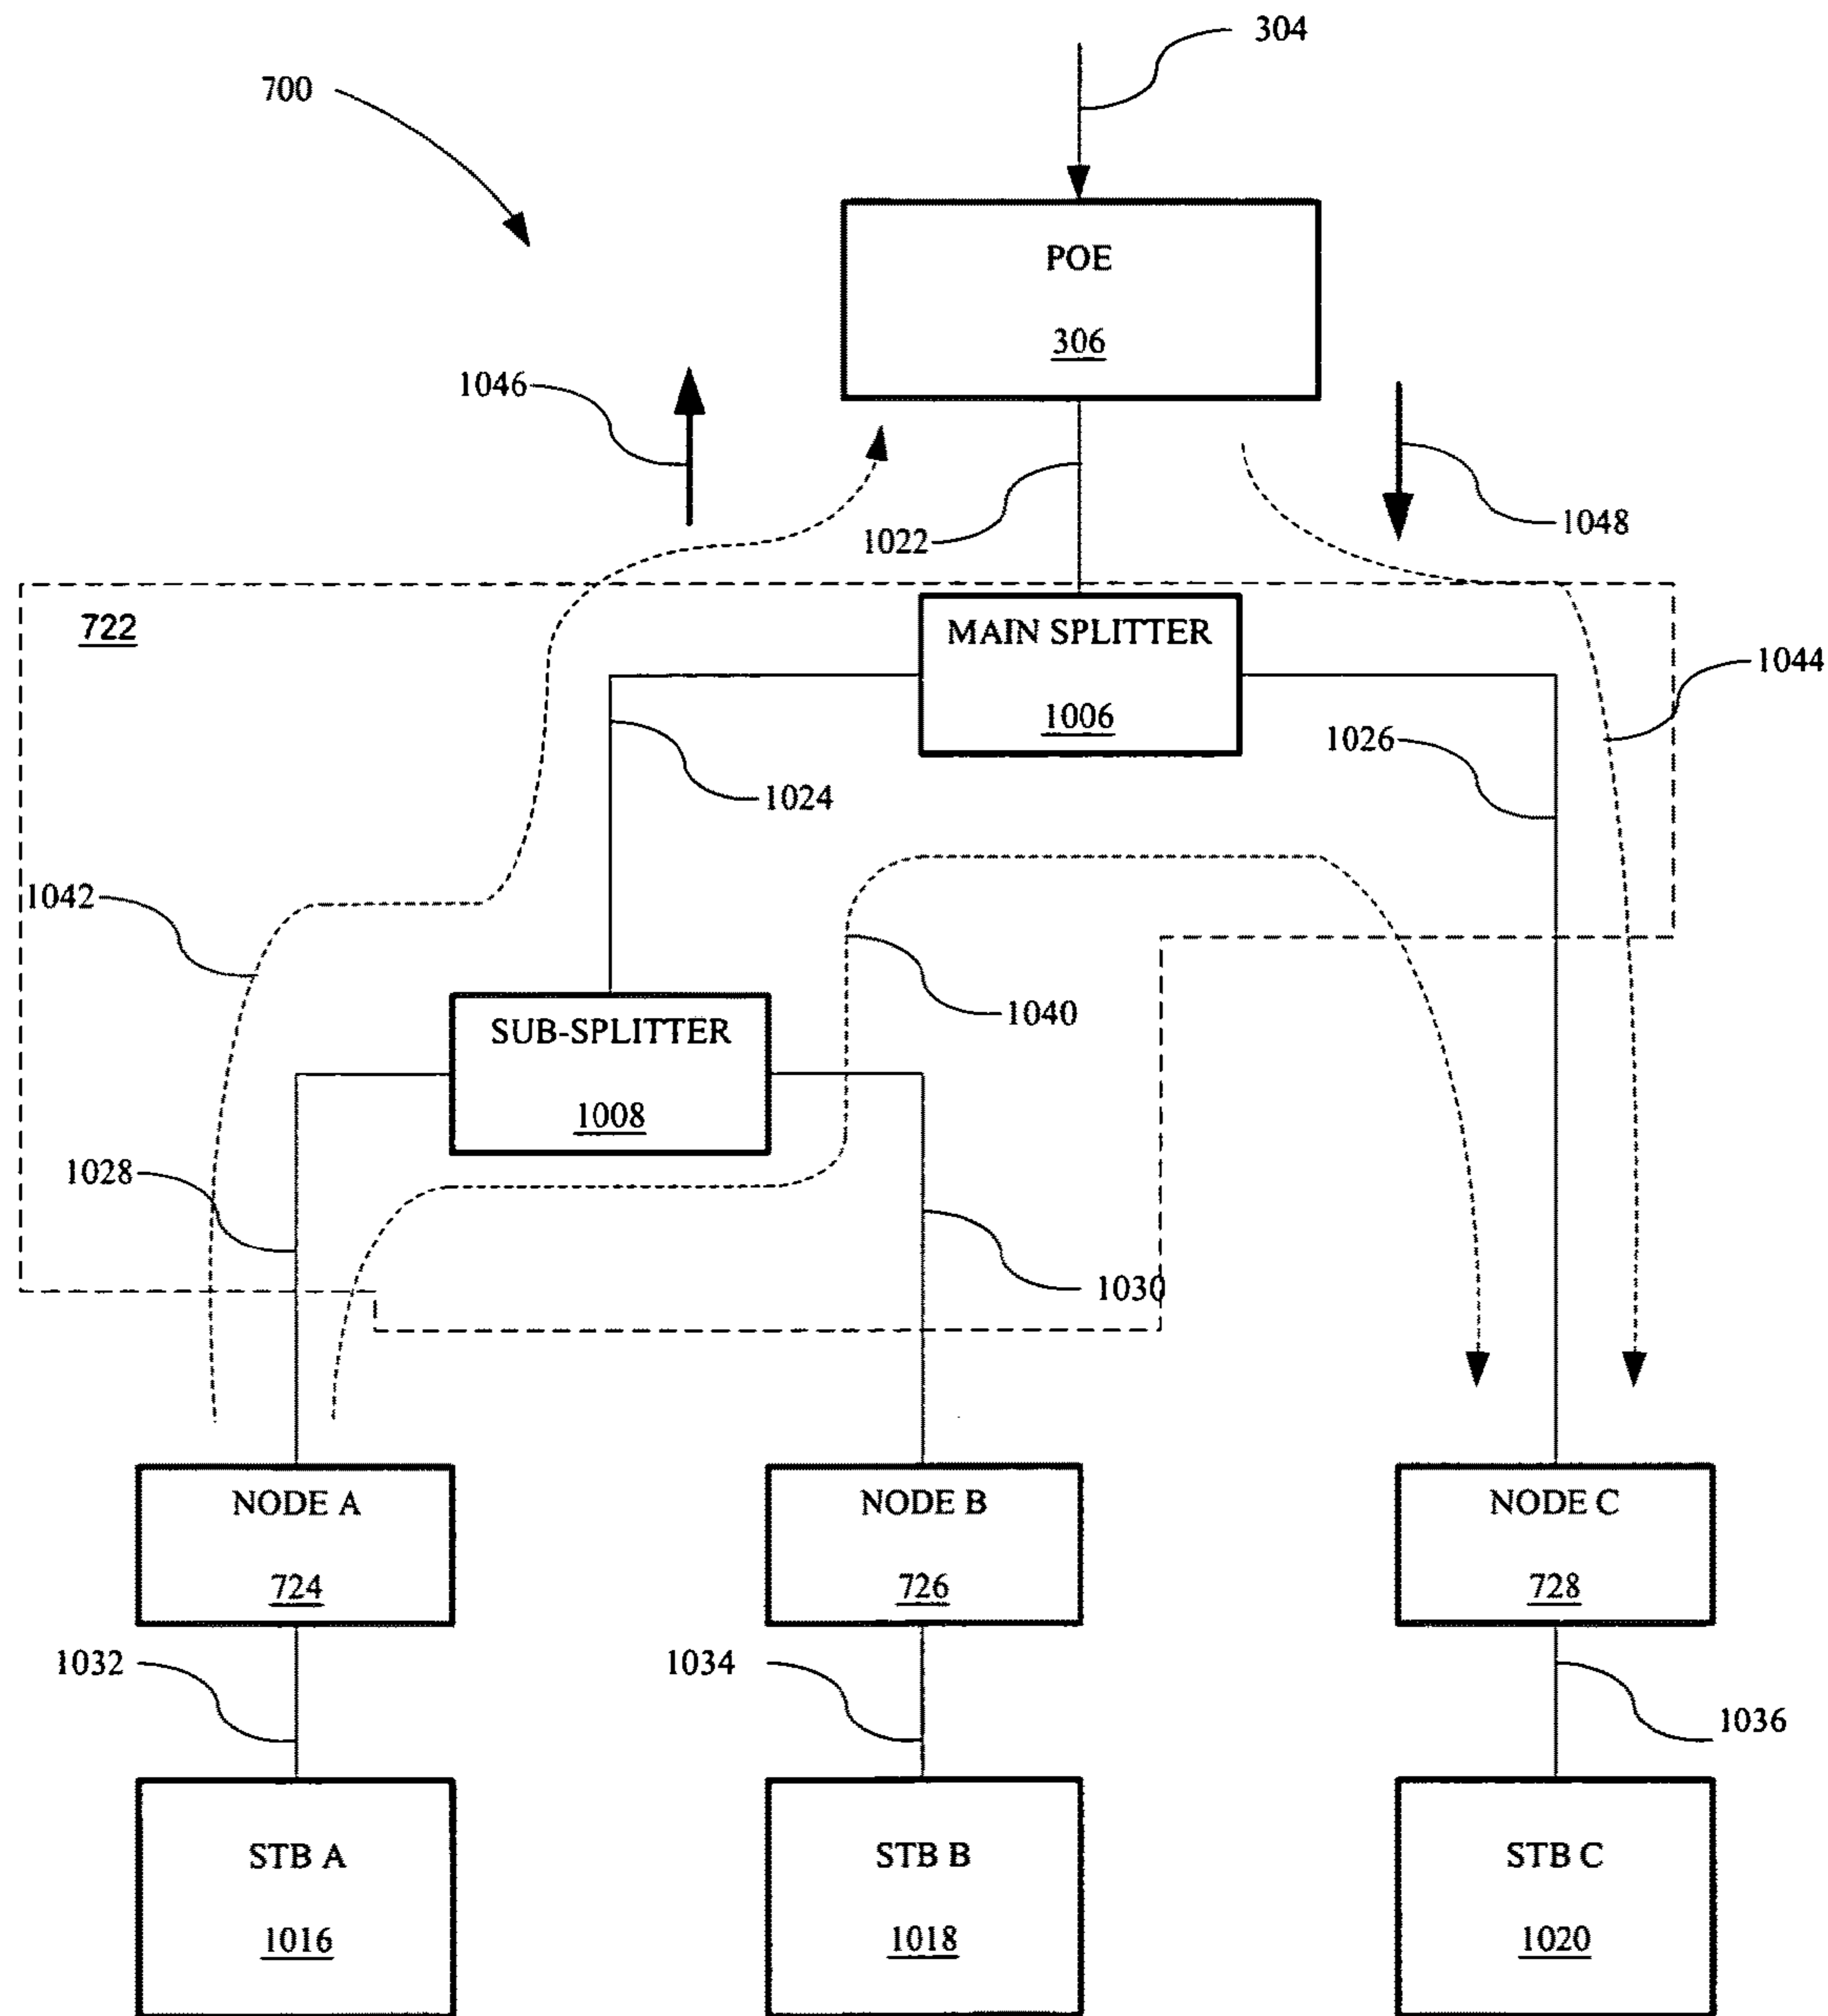 304
700
POE
306
1046
1022
1048
722
MAIN SPLITTER
1006
1044
1026
1024
1042
1040
SUB-SPLITTER
1008
1028
1030
NODE A
724
NODE B
726
NODE C
728
1032
1034
1036
STB A
1016
STB B
1018
STB C
1020